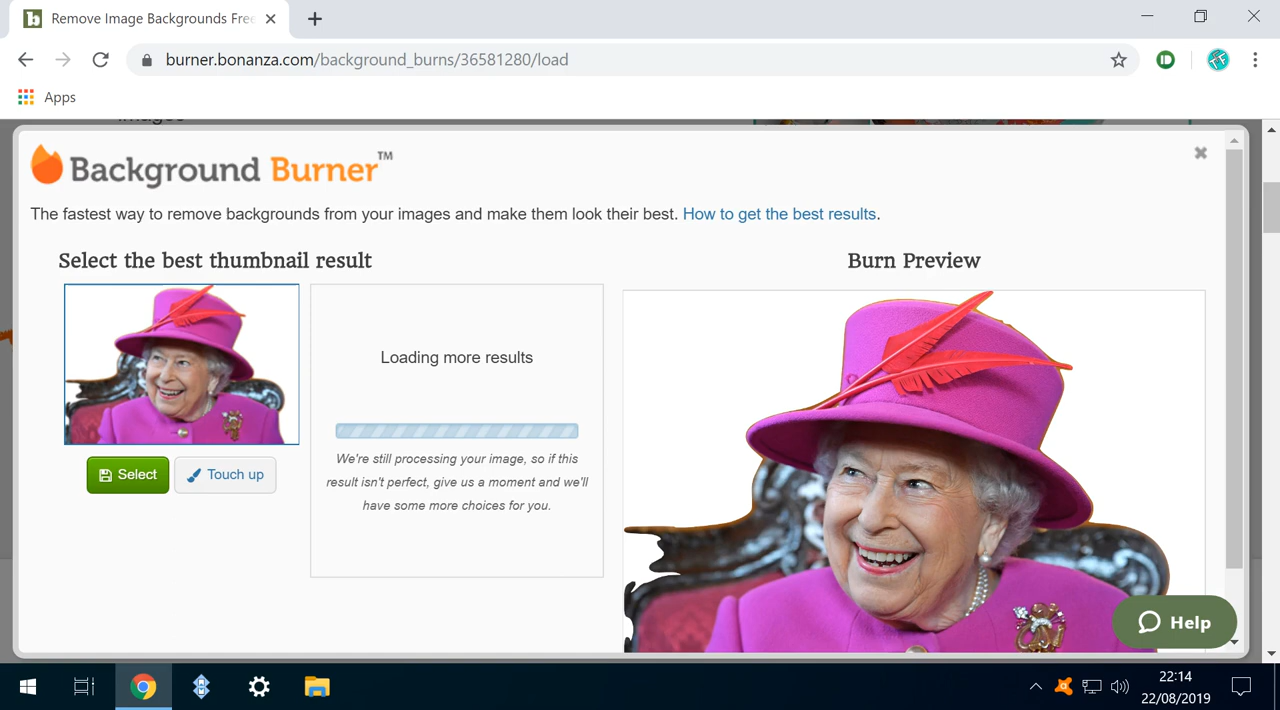 Remove Image Backgrounds Free
burner.bonanza.com/background_burns/36581280/load
Apps
images
Background Burner™
The fastest way to remove backgrounds from your images and make them look their best. How to get the best results.
Select the best thumbnail result
Burn Preview
Loading more results
We're still processing your image, so if this
result isn't perfect, give us a moment and we'll
have some more choices for you.
Select
Touch up
Help
22:14
22/08/2019